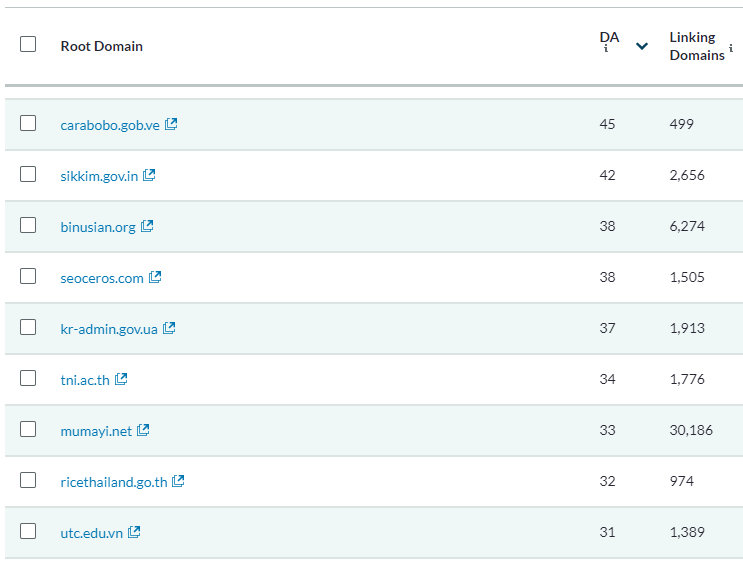 Root Domain DA i Linking Domains i
carabobo.gob.ve 45 499
sikkim.gov.in 42 2,656
binusian.org 38 6,274
seoceros.com 38 1,505
kr-admin.gov.ua 37 1,913
tni.ac.th 34 1,776
mumayi.net 33 30,186
ricethailand.go.th 32 974
utc.edu.vn 31 1,389